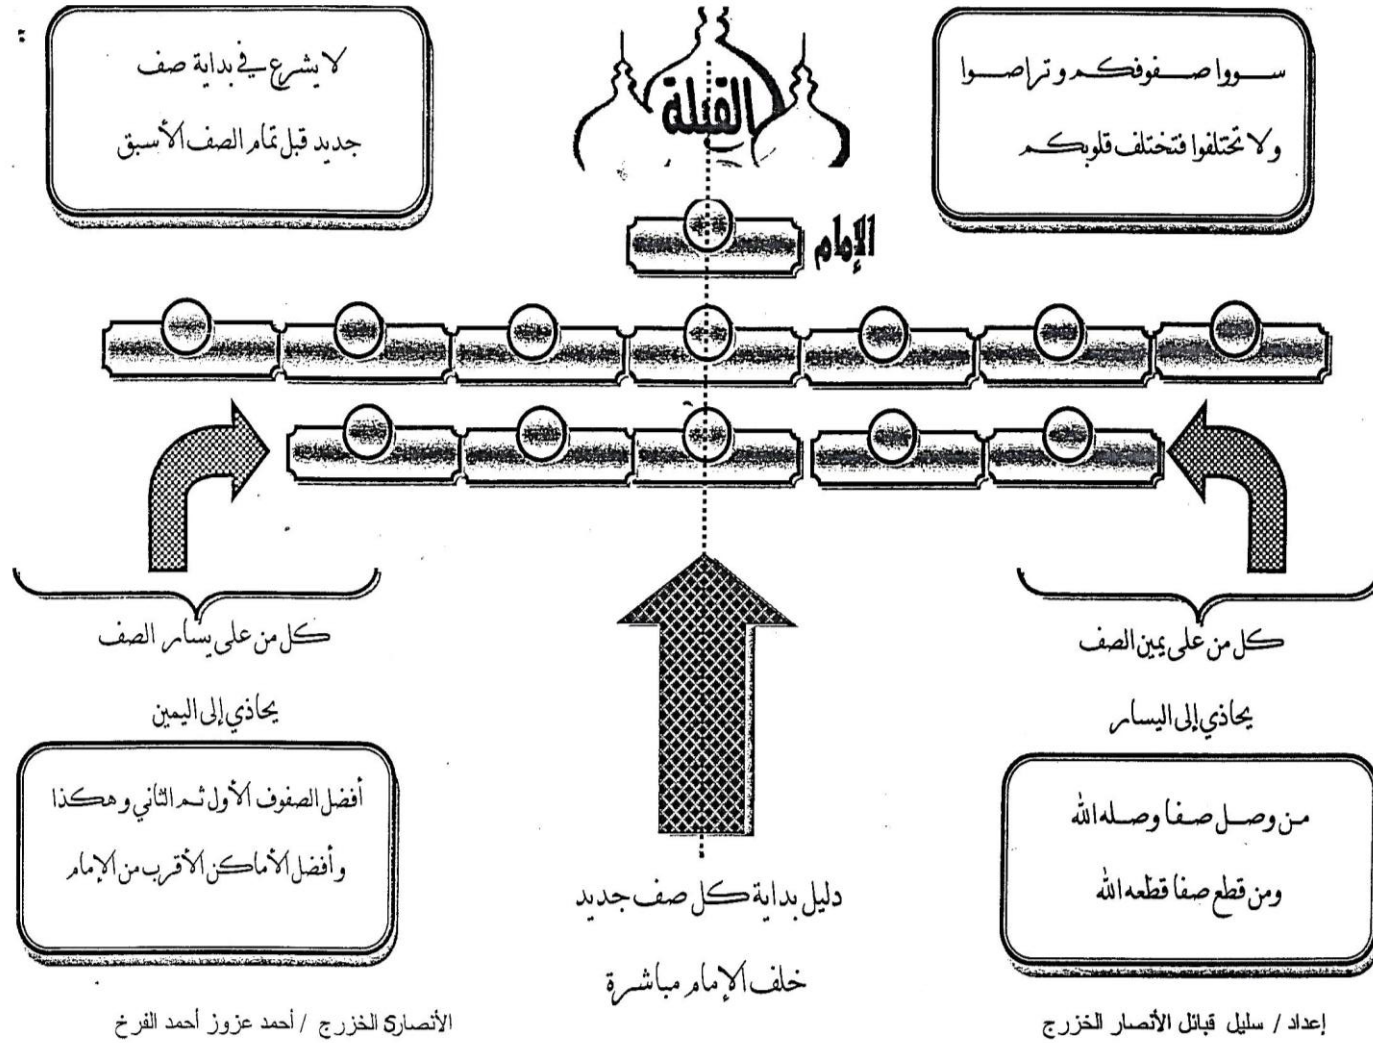 سووا صفوفكم وتراصوا
ولا تختلفوا فتختلف قلوبكم
القبلة
لا يشرع في بداية صف
جديد قبل تمام الصف الأسبق
الإمام
كل من على يمين الصف
يحاذي إلى اليسار
كل من على يسار الصف
يحاذي إلى اليمين
من وصل صفا وصله الله
ومن قطع صفا قطعه الله
دليل بداية كل صف جديد
خلف الإمام مباشرة
أفضل الصفوف الأول ثم الثاني وهكذا
وأفضل الأماكن الأقرب من الإمام
إعداد / سليل قبائل الأنصار الخزرج
الأنصارى الخزرج / أحمد عزوز أحمد الفرخ